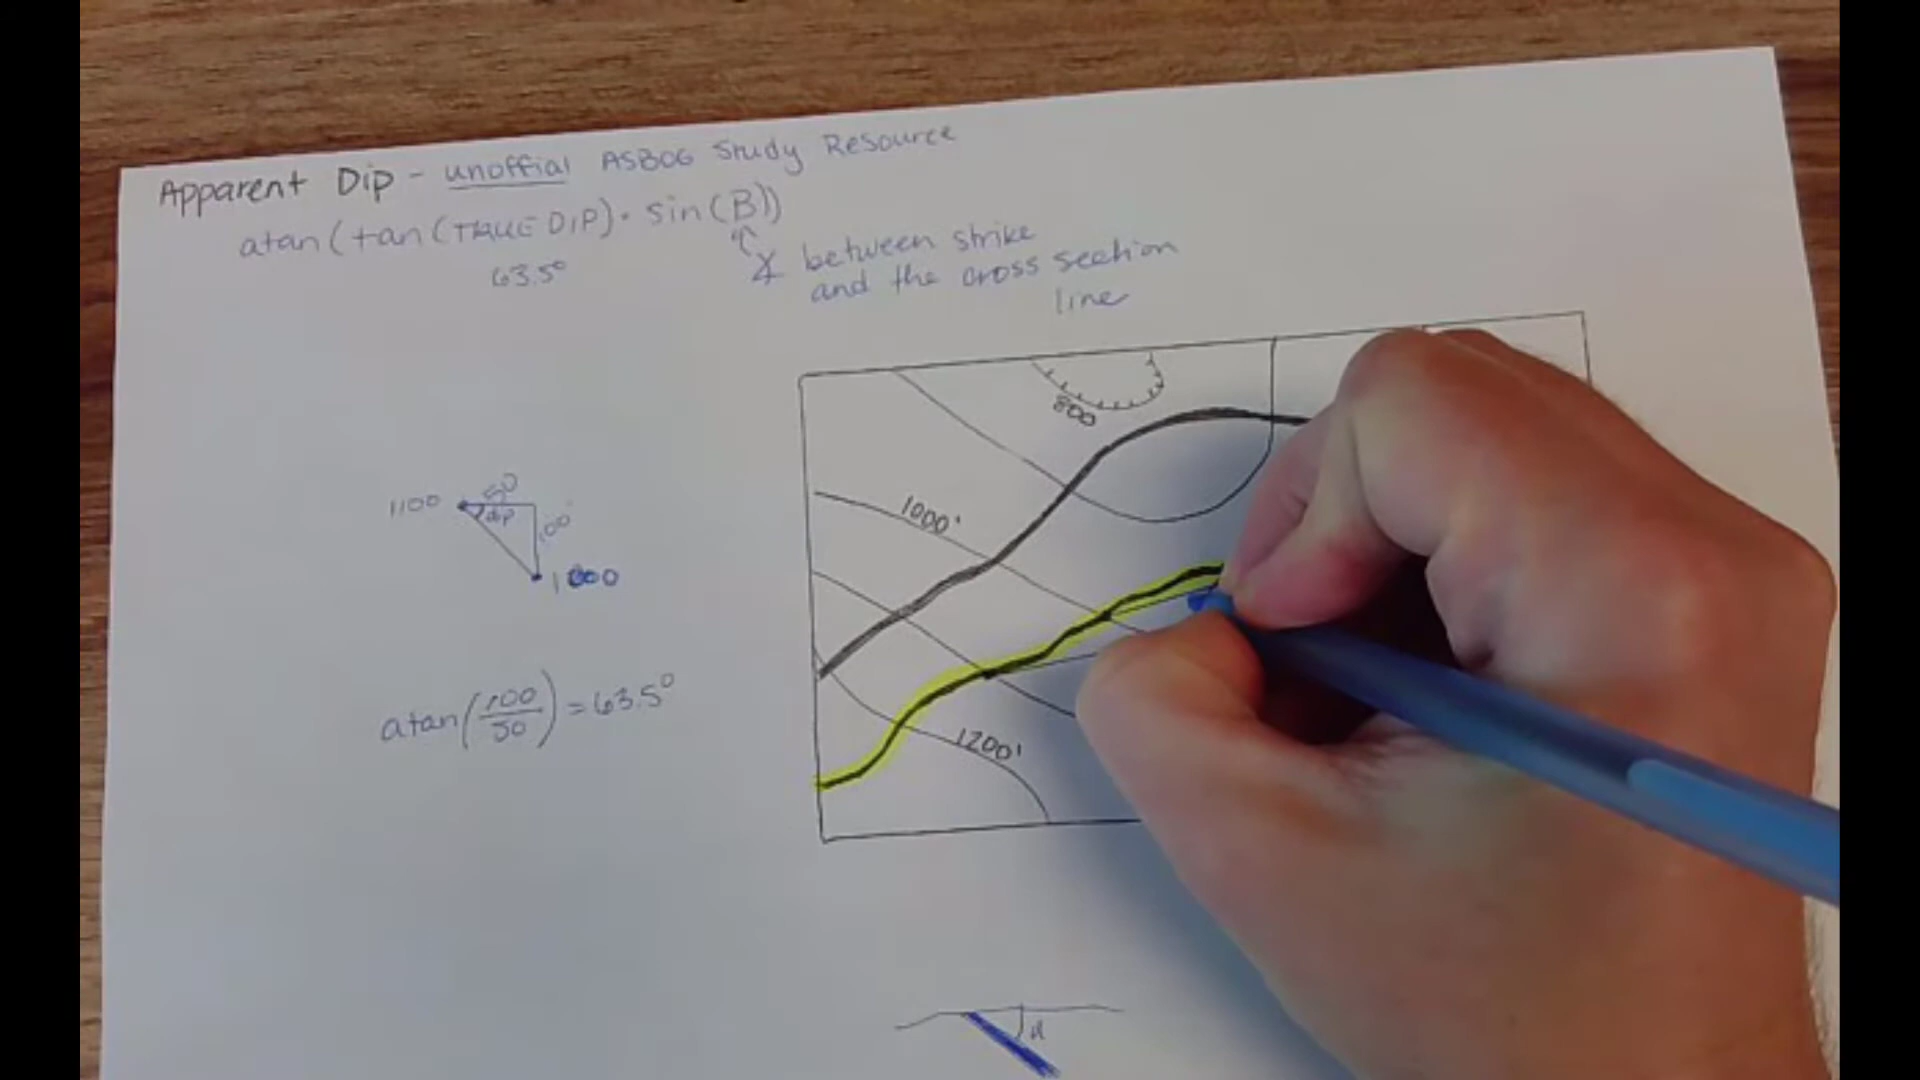 Apparent Dip - unoffial ASBOG Study Resource
atan(tan(TRUE DIP) • sin(B))
63.5°
∡ between strike
and the cross section
line
800
1000'
1200'
1100
50
dip
100
1000
atan(100/50) = 63.5°